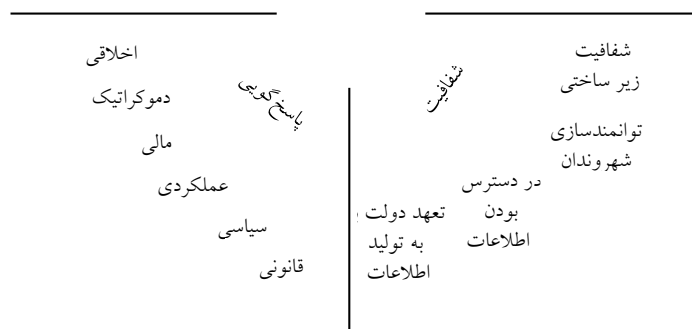 شفافیت
زیر ساختی
توانمندسازی
شهروندان
در دسترس
بودن
اطلاعات
تعهد دولت
به تولید
اطلاعات
شفافیت
پاسخ‌گویی
اخلاقی
دموکراتیک
مالی
عملکردی
سیاسی
قانونی